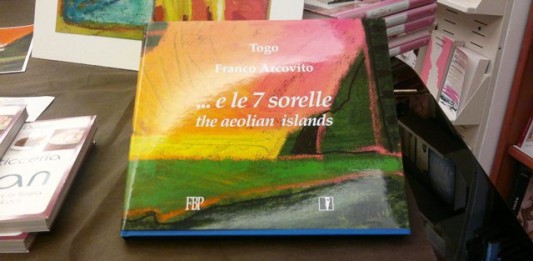 Togo
Franco Arcovito
... e le 7 sorelle
the aeolian islands
FBP